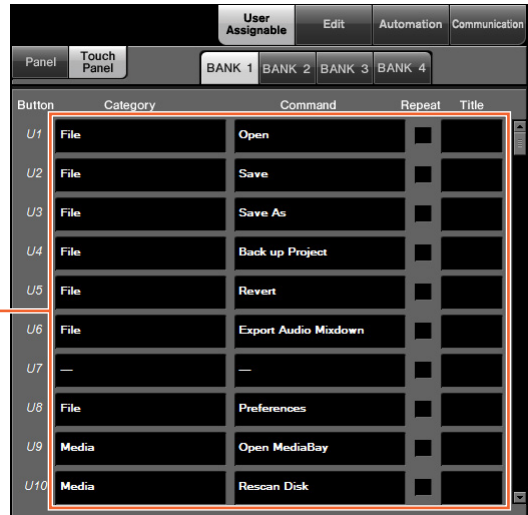 User Assignable Edit Automation Communication
Panel Touch Panel BANK 1 BANK 2 BANK 3 BANK 4
Button Category Command Repeat Title
U1 File Open
U2 File Save
U3 File Save As
U4 File Back up Project
U5 File Revert
U6 File Export Audio Mixdown
U7 — —
U8 File Preferences
U9 Media Open MediaBay
U10 Media Rescan Disk